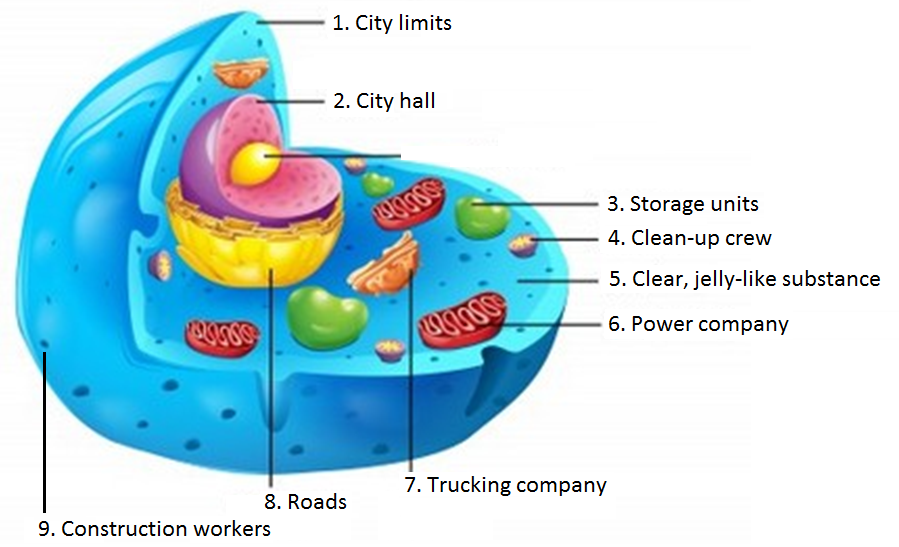 1. City limits
2. City hall
3. Storage units
4. Clean-up crew
5. Clear, jelly-like substance
6. Power company
7. Trucking company
8. Roads
9. Construction workers